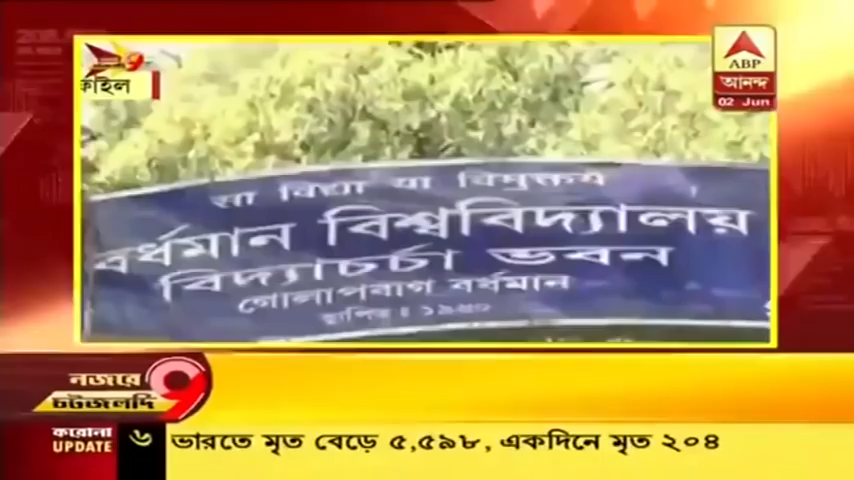 ABP
আনন্দ
02 Jun
ফাইল
সা বিদ্যা যা বিমুক্তয়ে
বর্ধমান বিশ্ববিদ্যালয়
বিদ্যাচর্চা ভবন
গোলাপবাগ বর্ধমান
নজরে
চটজলদি
9
করোনা
UPDATE
৬
ভারতে মৃত বেড়ে ৫,৫৯৮, একদিনে মৃত ২০৪